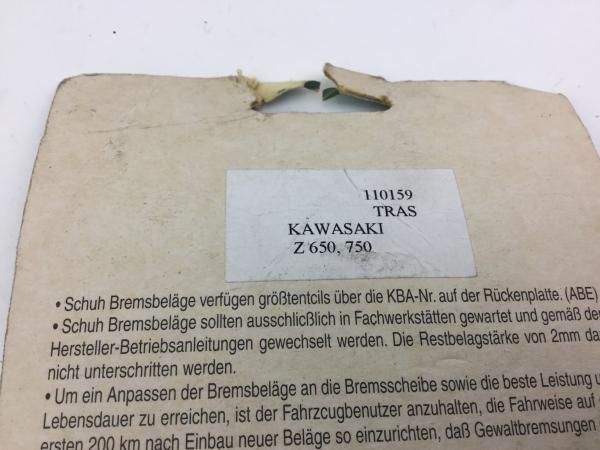 110159
TRAS
KAWASAKI
Z 650, 750
• Schuh Bremsbeläge verfügen größtenteils über die KBA-Nr. auf der Rückenplatte. (ABE)
• Schuh Bremsbeläge sollten ausschließlich in Fachwerkstätten gewartet und gemäß der
Hersteller-Betriebsanleitungen gewechselt werden. Die Restbelagstärke von 2mm da
nicht unterschritten werden.
• Um ein Anpassen der Bremsbeläge an die Bremsscheibe sowie die beste Leistung u
Lebensdauer zu erreichen, ist der Fahrzeugbenutzer anzuhalten, die Fahrweise auf
ersten 200 km nach Einbau neuer Beläge so einzurichten, daß Gewaltbremsungen